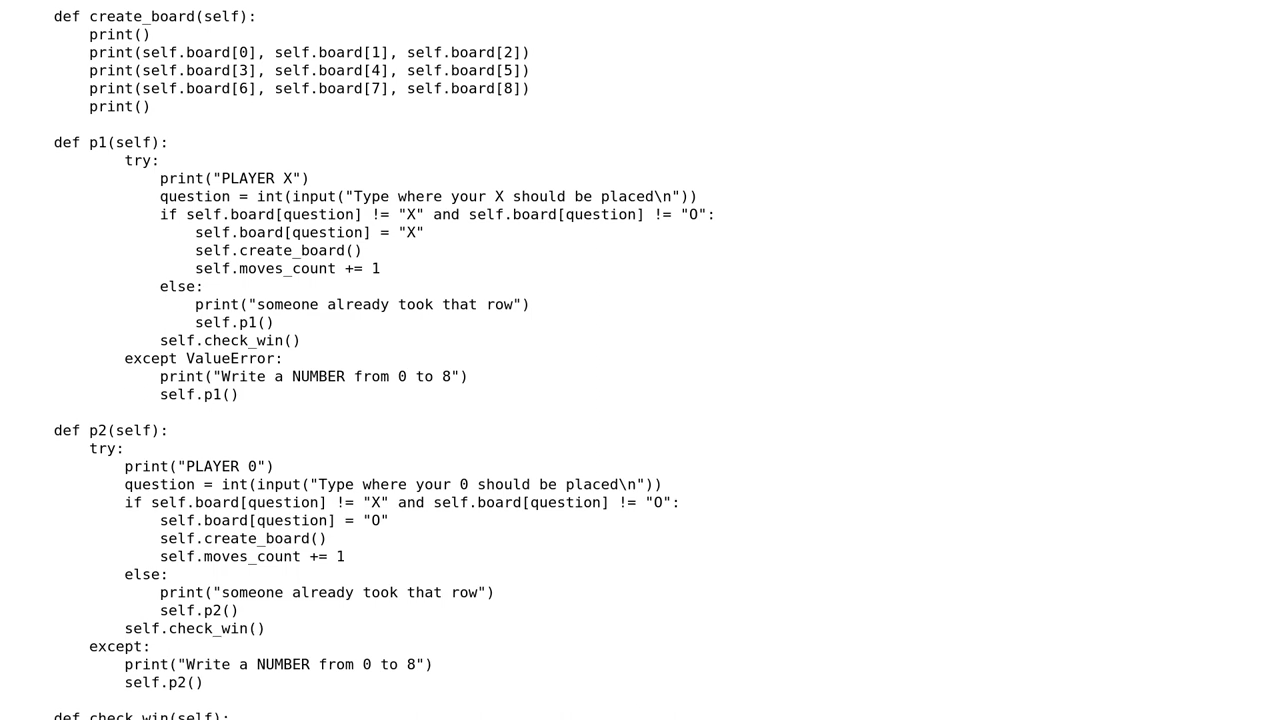 def create_board(self):
    print()
    print(self.board[0], self.board[1], self.board[2])
    print(self.board[3], self.board[4], self.board[5])
    print(self.board[6], self.board[7], self.board[8])
    print()

def p1(self):
        try:
            print("PLAYER X")
            question = int(input("Type where your X should be placed\n"))
            if self.board[question] != "X" and self.board[question] != "O":
                self.board[question] = "X"
                self.create_board()
                self.moves_count += 1
            else:
                print("someone already took that row")
                self.p1()
            self.check_win()
        except ValueError:
            print("Write a NUMBER from 0 to 8")
            self.p1()

def p2(self):
    try:
        print("PLAYER 0")
        question = int(input("Type where your 0 should be placed\n"))
        if self.board[question] != "X" and self.board[question] != "O":
            self.board[question] = "O"
            self.create_board()
            self.moves_count += 1
        else:
            print("someone already took that row")
            self.p2()
        self.check_win()
    except:
        print("Write a NUMBER from 0 to 8")
        self.p2()

def check_win(self):